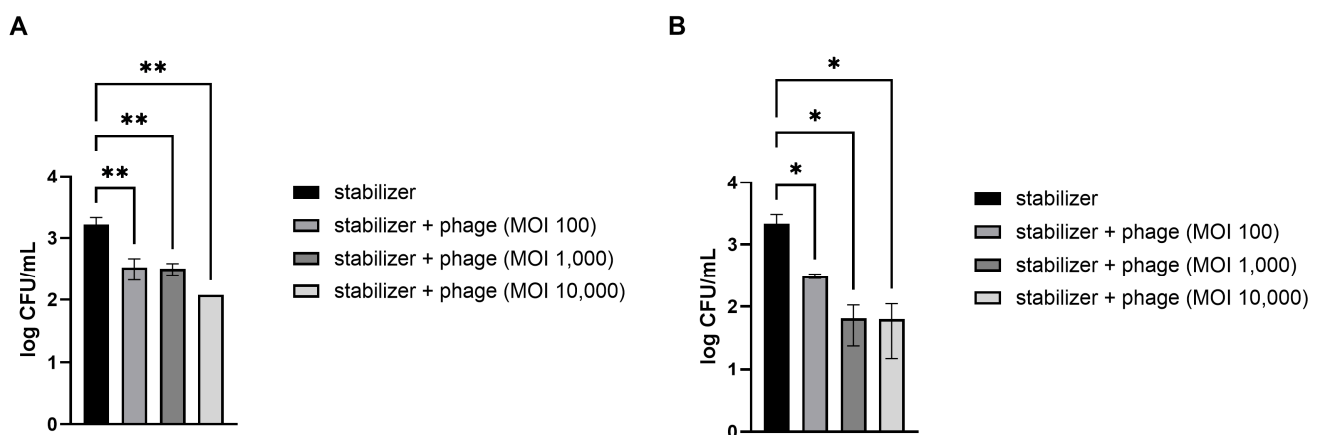 A
**
**
**
4
3
2
1
0
log CFU/mL
stabilizer
stabilizer + phage (MOI 100)
stabilizer + phage (MOI 1,000)
stabilizer + phage (MOI 10,000)
B
*
*
*
4
3
2
1
0
log CFU/mL
stabilizer
stabilizer + phage (MOI 100)
stabilizer + phage (MOI 1,000)
stabilizer + phage (MOI 10,000)